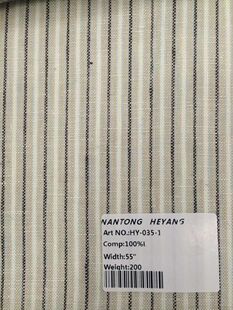 NANTONG HEYANG
Art NO.:HY-035-1
Comp:100%L
Width:55"
Weight:200